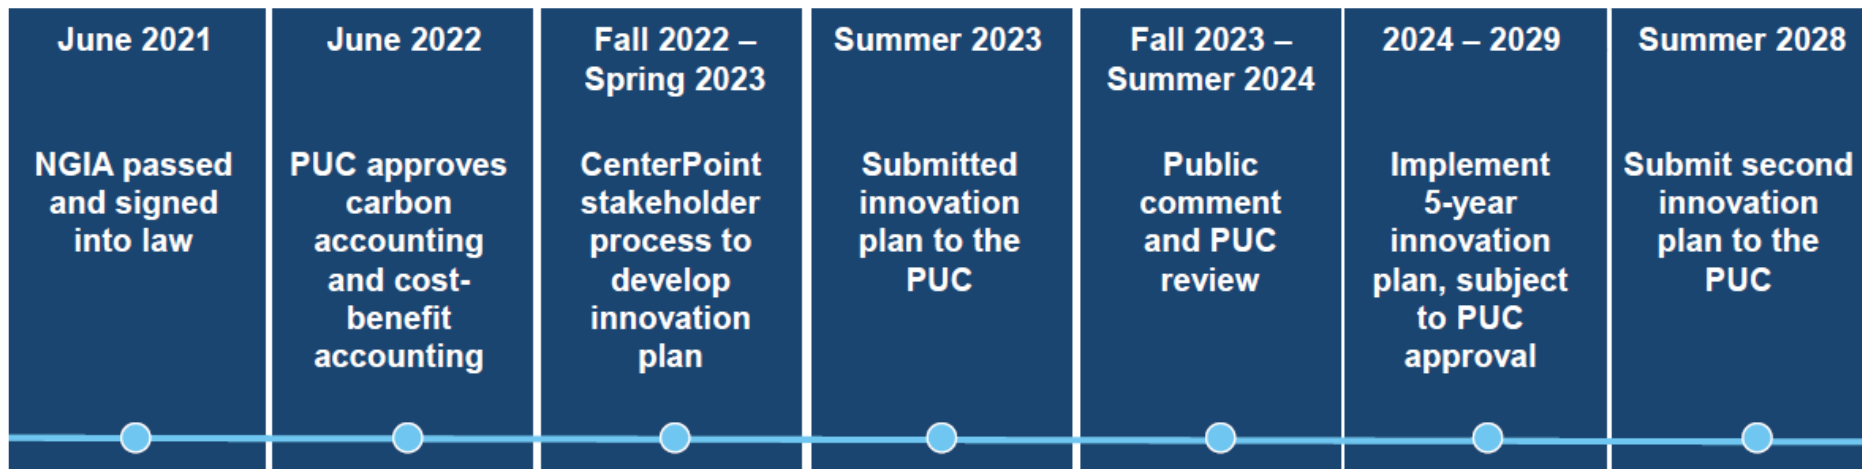 June 2021
NGIA passed
and signed
into law
June 2022
PUC approves
carbon
accounting
and cost-
benefit
accounting
Fall 2022 –
Spring 2023
CenterPoint
stakeholder
process to
develop
innovation
plan
Summer 2023
Submitted
innovation
plan to the
PUC
Fall 2023 –
Summer 2024
Public
comment
and PUC
review
2024 – 2029
Implement
5-year
innovation
plan, subject
to PUC
approval
Summer 2028
Submit second
innovation
plan to the
PUC